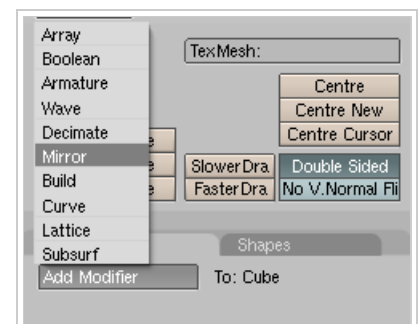 Array
Boolean
Armature
Wave
Decimate
Mirror
Build
Curve
Lattice
Subsurf
Add Modifier
To: Cube
TexMesh:
Centre
Centre New
Centre Cursor
SlowerDra
Double Sided
FasterDra
No V.Normal Fli
Shapes